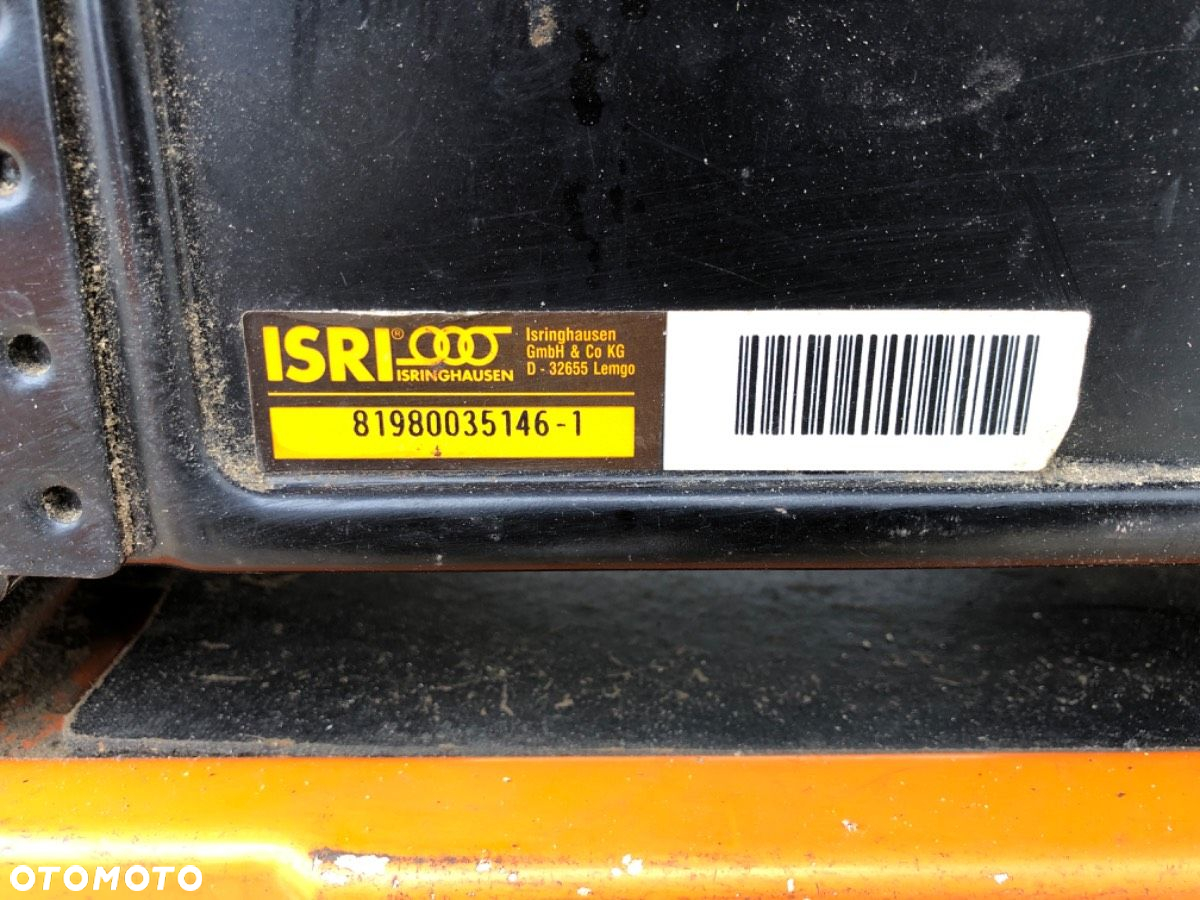 ISRI®
ISRINGHAUSEN
Isringhausen
GmbH & Co KG
D - 32655 Lemgo
81980035146-1
OTOMOTO